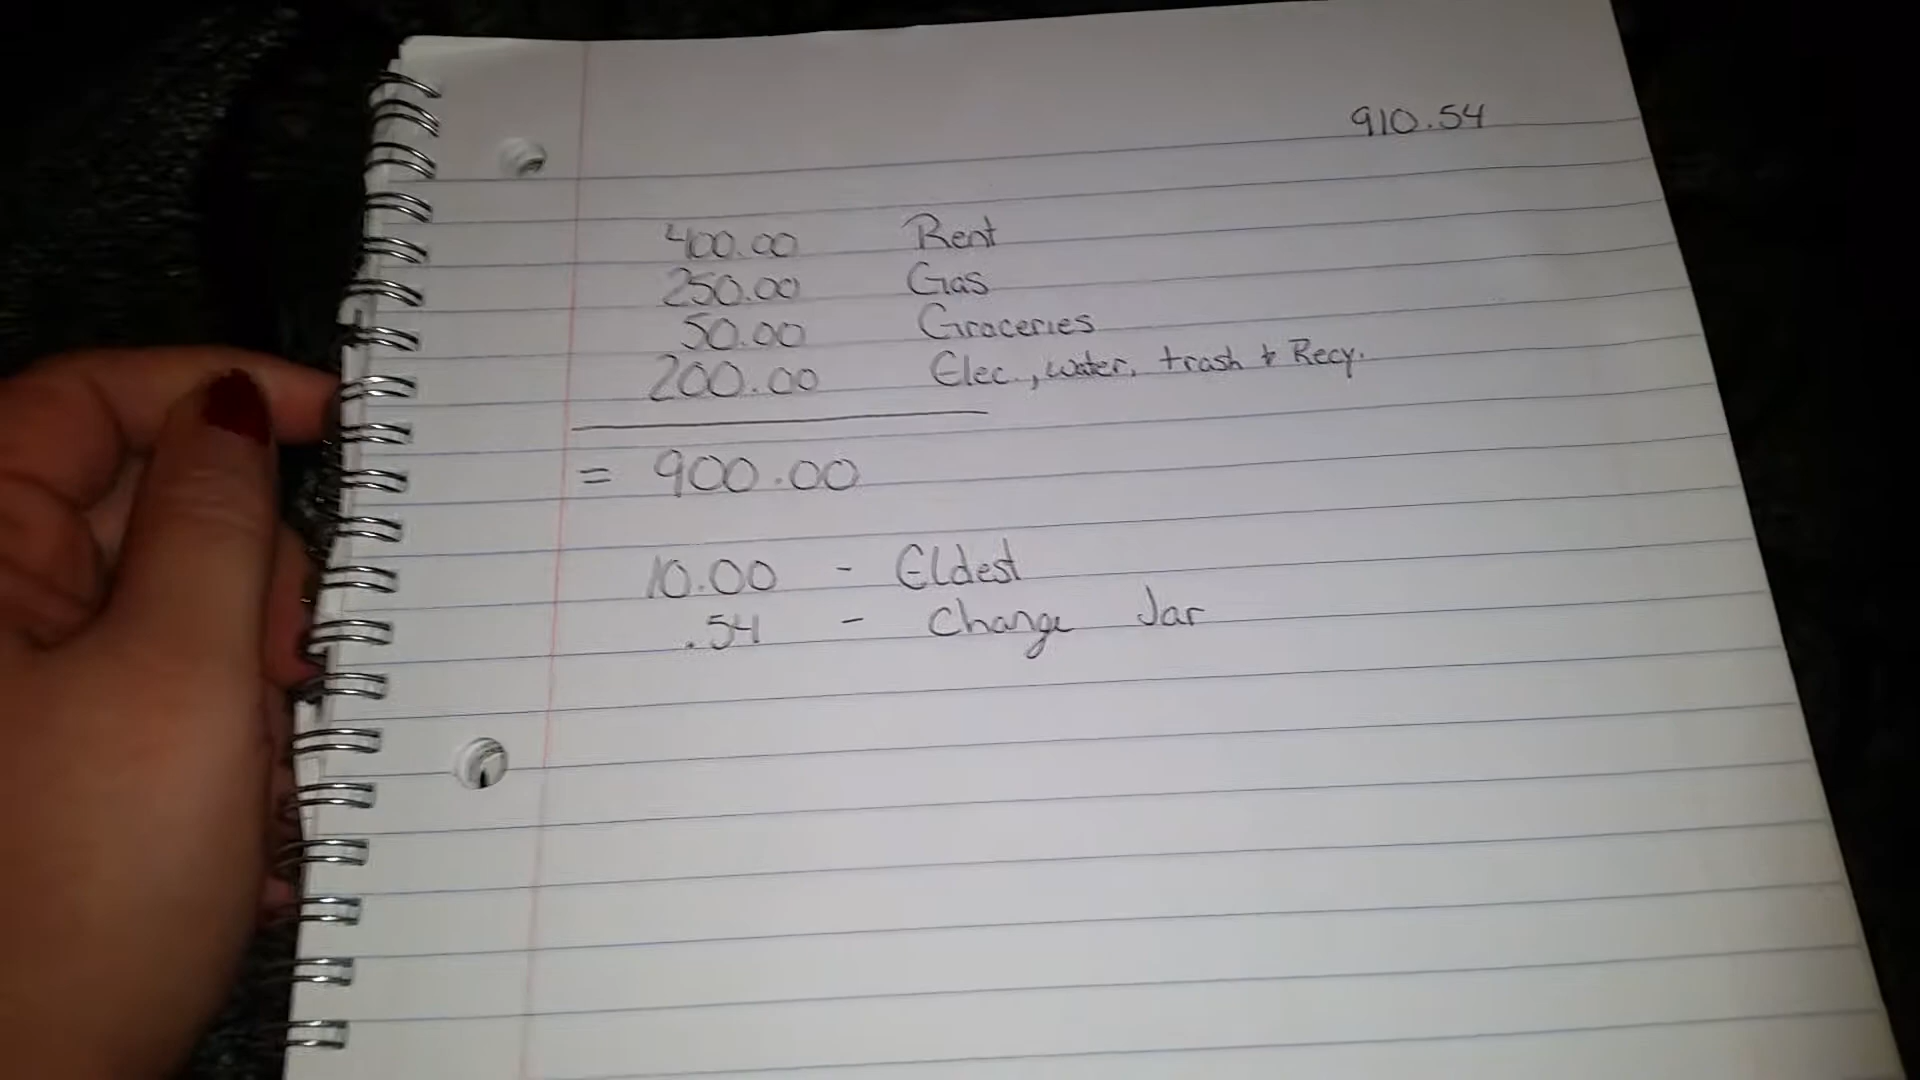 910.54
400.00 Rent
250.00 Gas
50.00 Groceries
200.00 Elec., water, trash & Recy.
= 900.00
10.00 - Eldest
.54 - Change Jar